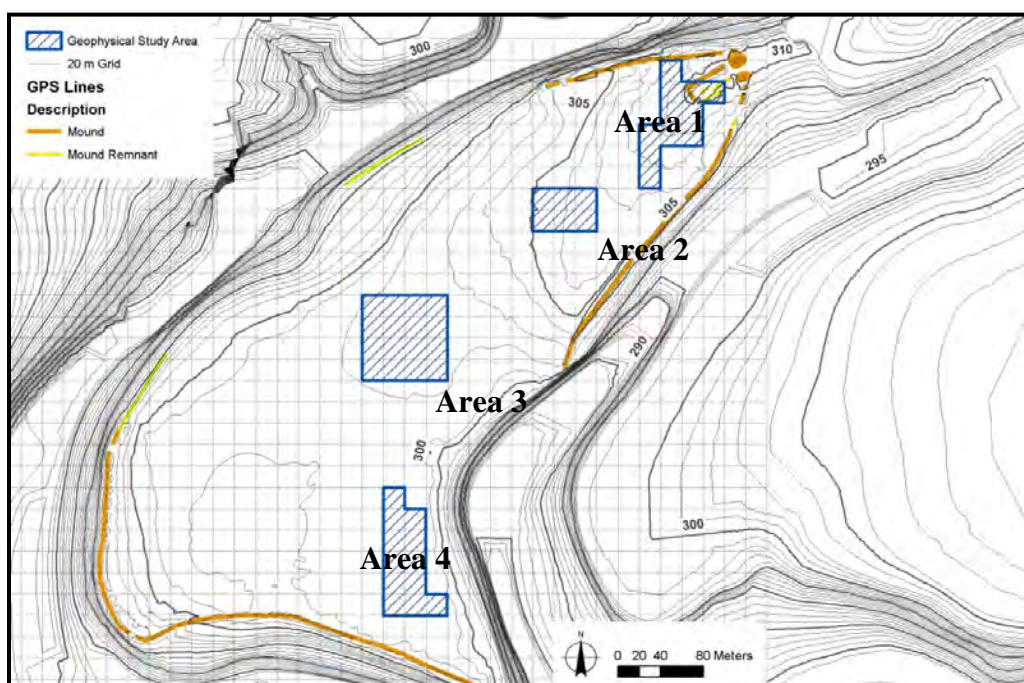 Geophysical Study Area
20 m Grid
GPS Lines
Description
Mound
Mound Remnant
300
310
305
Area 1
295
305
Area 2
290
Area 3
300
300
Area 4
N
0 20 40 80 Meters